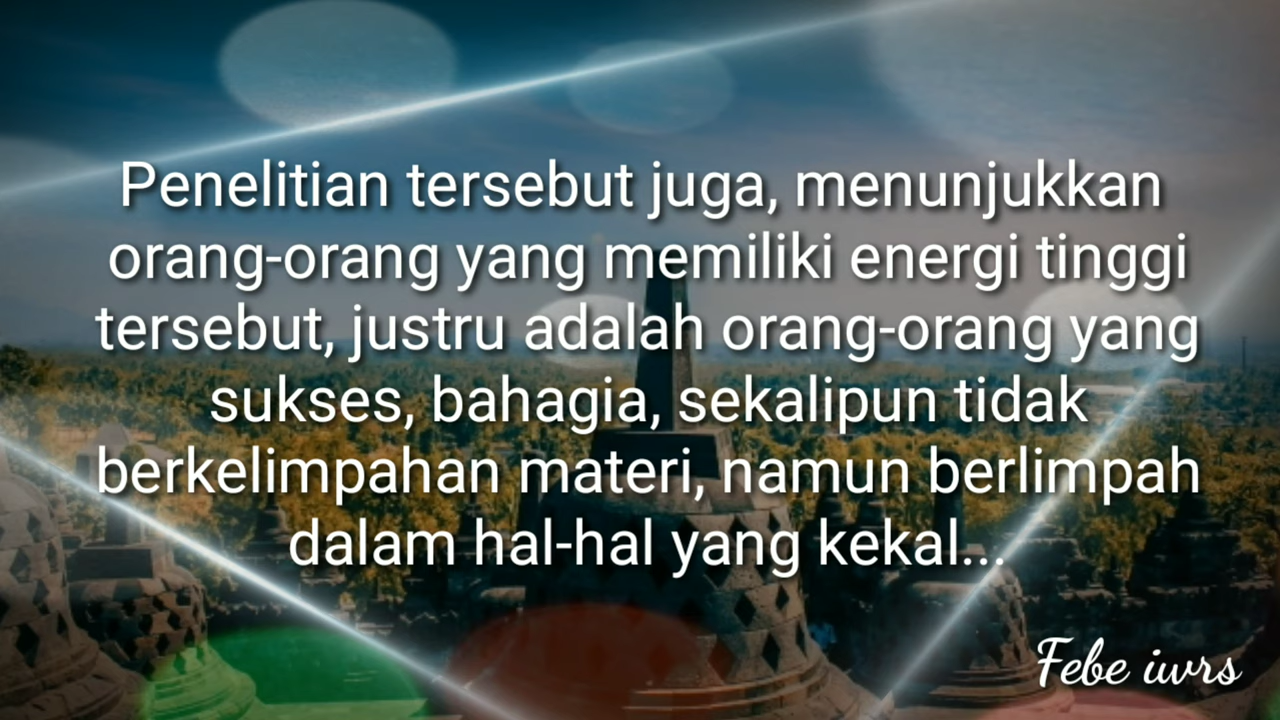 Penelitian tersebut juga, menunjukkan
orang-orang yang memiliki energi tinggi
tersebut, justru adalah orang-orang yang
sukses, bahagia, sekalipun tidak
berkelimpahan materi, namun berlimpah
dalam hal-hal yang kekal...
Febe iwrs